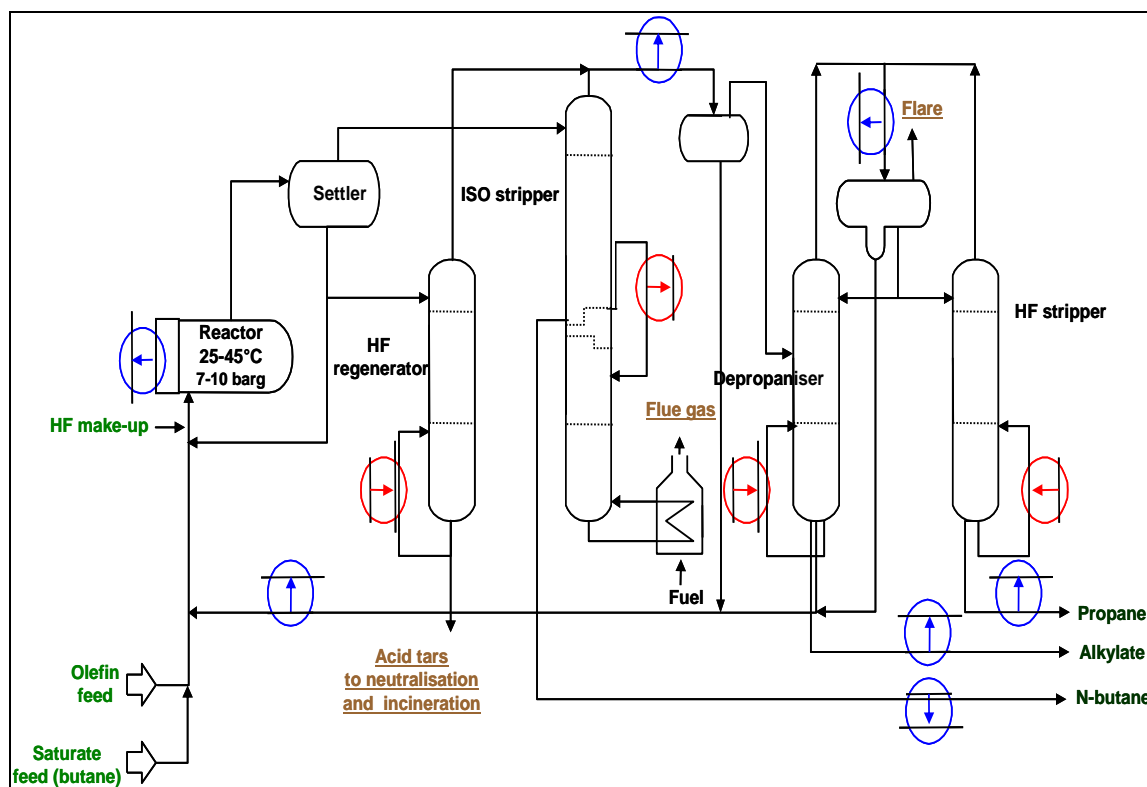 Flare
Settler
ISO stripper
Reactor
25-45°C
7-10 barg
HF
regenerator
HF stripper
Depropaniser
HF make-up
Flue gas
Fuel
Propane
Alkylate
N-butane
Acid tars
to neutralisation
and incineration
Olefin
feed
Saturate
feed (butane)